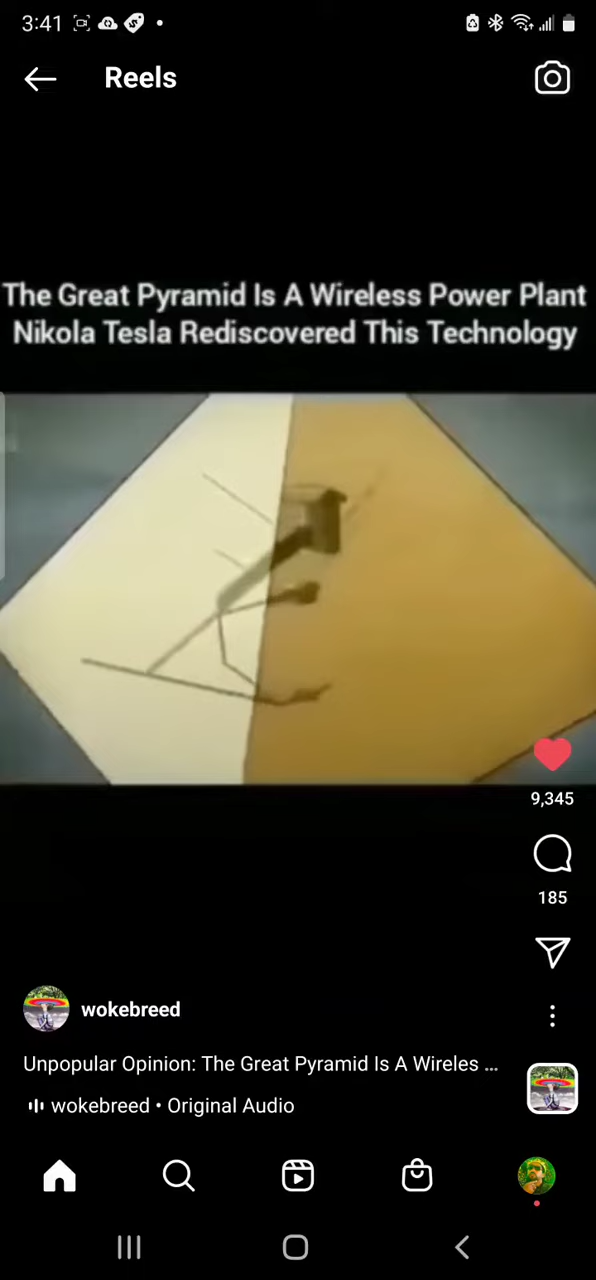 3:41
Reels
The Great Pyramid Is A Wireless Power Plant
Nikola Tesla Rediscovered This Technology
9,345
185
wokebreed
Unpopular Opinion: The Great Pyramid Is A Wireles ...
wokebreed • Original Audio